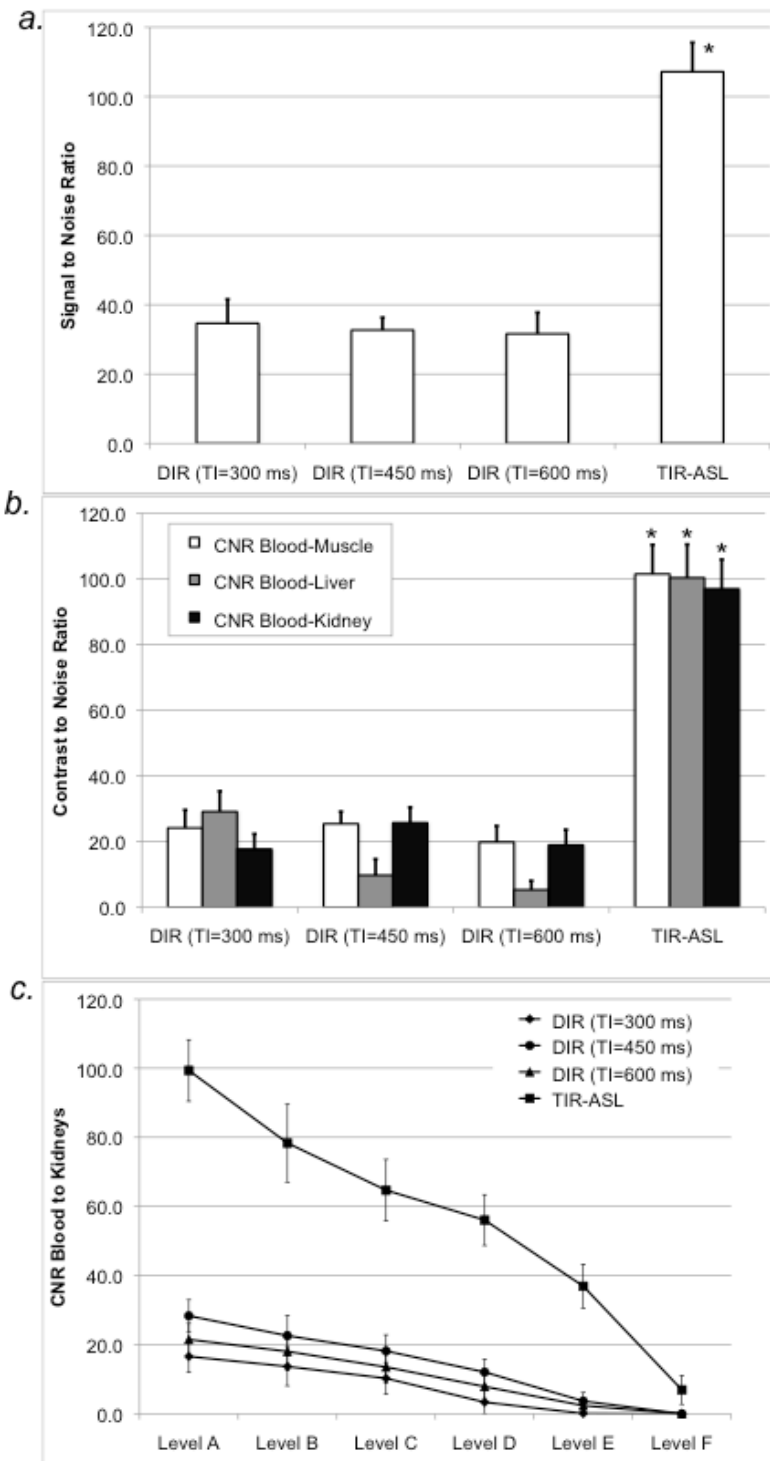 a.
120.0
100.0
80.0
60.0
40.0
20.0
0.0
Signal to Noise Ratio
*
DIR (TI=300 ms) DIR (TI=450 ms) DIR (TI=600 ms) TIR-ASL
b.
120.0
100.0
80.0
60.0
40.0
20.0
0.0
Contrast to Noise Ratio
CNR Blood-Muscle
CNR Blood-Liver
CNR Blood-Kidney
* * *
DIR (TI=300 ms) DIR (TI=450 ms) DIR (TI=600 ms) TIR-ASL
c.
120.0
100.0
80.0
60.0
40.0
20.0
0.0
CNR Blood to Kidneys
DIR (TI=300 ms)
DIR (TI=450 ms)
DIR (TI=600 ms)
TIR-ASL
Level A Level B Level C Level D Level E Level F